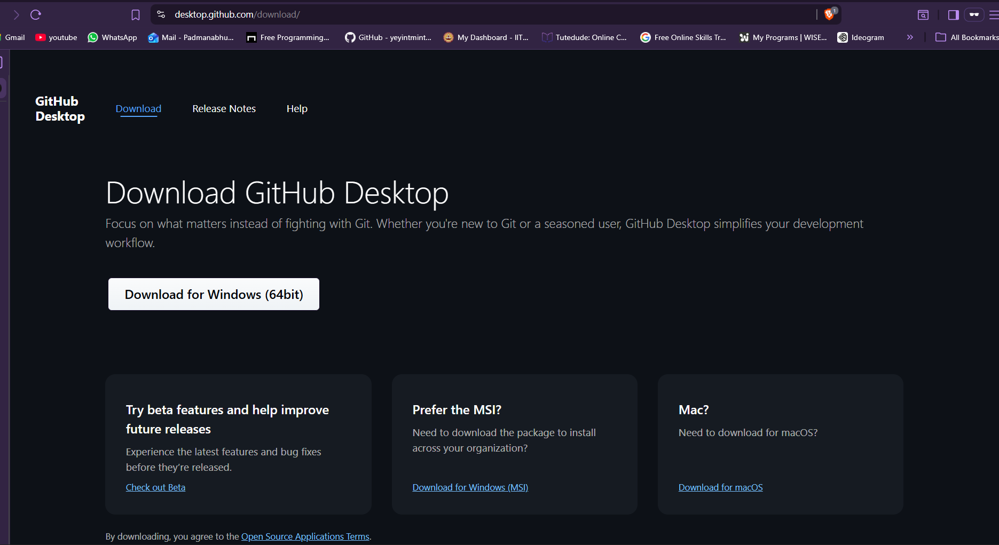 desktop.github.com/download/
1
Gmail
youtube
WhatsApp
Mail - Padmanabhu...
Free Programming...
GitHub - yeyintmint...
My Dashboard - IIT...
Tutedude: Online C...
Free Online Skills Tr...
My Programs | WISE...
Ideogram
»
All Bookmarks
GitHub
Desktop
Download
Release Notes
Help
Download GitHub Desktop
Focus on what matters instead of fighting with Git. Whether you're new to Git or a seasoned user, GitHub Desktop simplifies your development
workflow.
Download for Windows (64bit)
Try beta features and help improve
future releases
Experience the latest features and bug fixes
before they’re released.
Check out Beta
Prefer the MSI?
Need to download the package to install
across your organization?
Download for Windows (MSI)
Mac?
Need to download for macOS?
Download for macOS
By downloading, you agree to the Open Source Applications Terms.